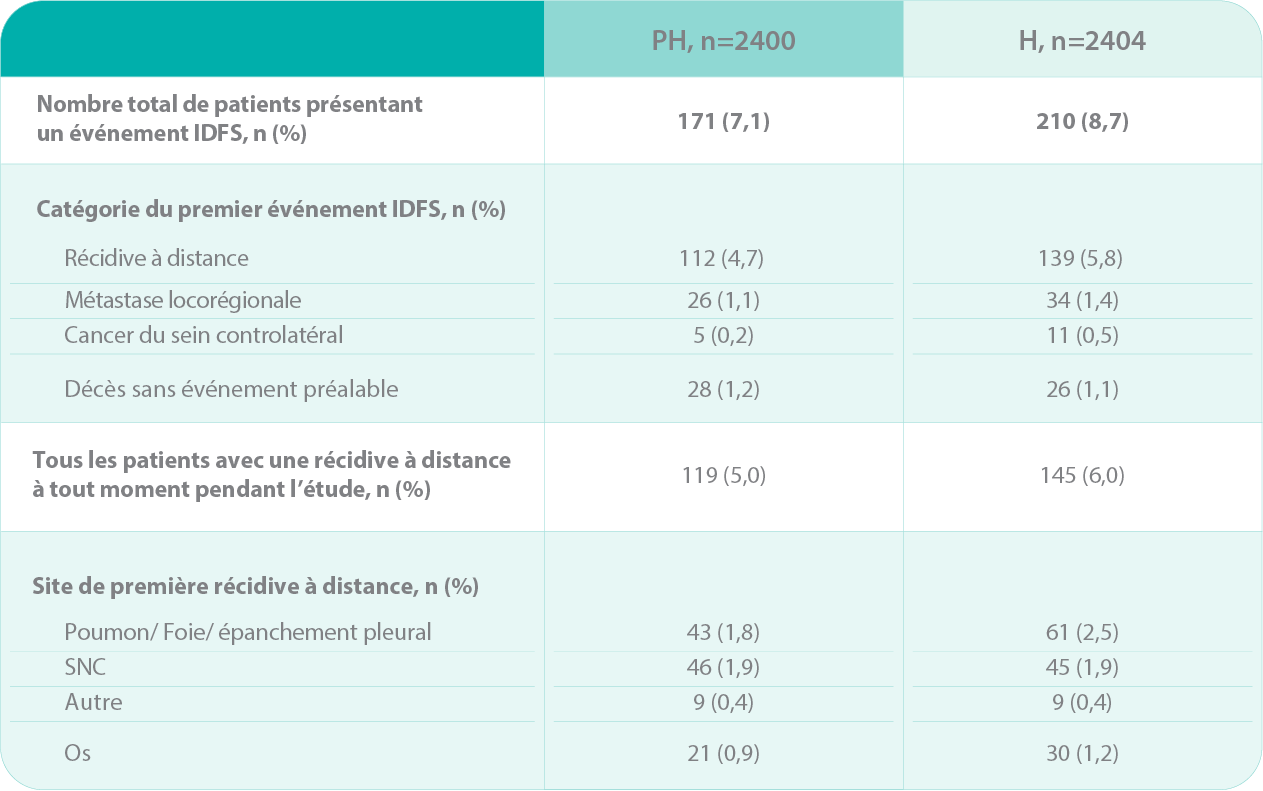 PH, n=2400 H, n=2404
Nombre total de patients présentant
un événement IDFS, n (%) 171 (7,1) 210 (8,7)
Catégorie du premier événement IDFS, n (%)
Récidive à distance 112 (4,7) 139 (5,8)
Métastase locorégionale 26 (1,1) 34 (1,4)
Cancer du sein controlatéral 5 (0,2) 11 (0,5)
Décès sans événement préalable 28 (1,2) 26 (1,1)
Tous les patients avec une récidive à distance
à tout moment pendant l’étude, n (%) 119 (5,0) 145 (6,0)
Site de première récidive à distance, n (%)
Poumon/ Foie/ épanchement pleural 43 (1,8) 61 (2,5)
SNC 46 (1,9) 45 (1,9)
Autre 9 (0,4) 9 (0,4)
Os 21 (0,9) 30 (1,2)